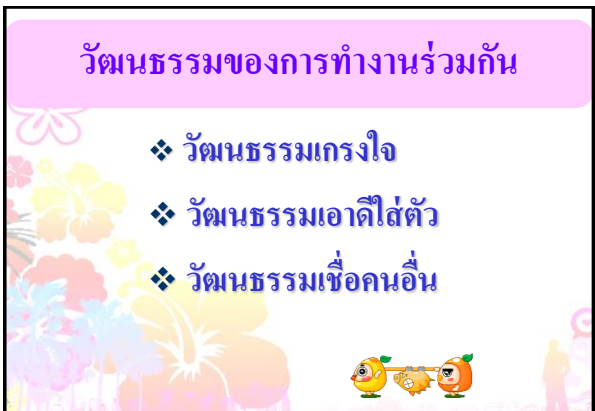 วัฒนธรรมของการทำงานร่วมกัน
❖ วัฒนธรรมเกรงใจ
❖ วัฒนธรรมเอาดีใส่ตัว
❖ วัฒนธรรมเชื่อคนอื่น